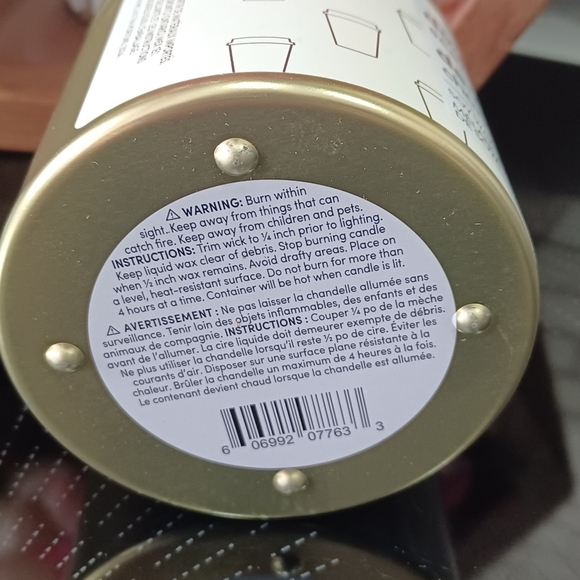 ⚠ WARNING: Burn within
sight. Keep away from things that can
catch fire. Keep away from children and pets.
INSTRUCTIONS: Trim wick to ¼ inch prior to lighting.
Keep liquid wax clear of debris. Stop burning candle
when ½ inch wax remains. Avoid drafty areas. Place on
a level, heat-resistant surface. Do not burn for more than
4 hours at a time. Container will be hot when candle is lit.
⚠ AVERTISSEMENT : Ne pas laisser la chandelle allumée sans
surveillance. Tenir loin des objets inflammables, des enfants et des
animaux de compagnie. INSTRUCTIONS : Couper ¼ po de la mèche
avant de l'allumer. La cire liquide doit demeurer exempte de débris.
Ne plus utiliser la chandelle lorsqu'il reste ½ po de cire. Éviter les
courants d'air. Disposer sur une surface plane résistante à la
chaleur. Brûler la chandelle un maximum de 4 heures à la fois.
Le contenant devient chaud lorsque la chandelle est allumée.
6 06992 07763 3